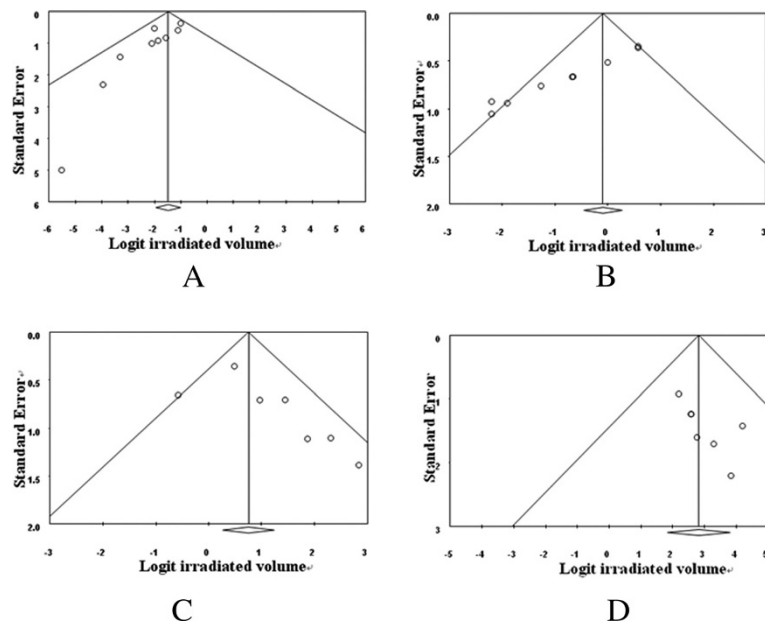 0
1
2
3
4
5
6
Standard Error
-6 -5 -4 -3 -2 -1 0 1 2 3 4 5 6
Logit irradiated volume
A
0.0
0.5
1.0
1.5
2.0
Standard Error
-3 -2 -1 0 1 2 3
Logit irradiated volume
B
0.0
0.5
1.0
1.5
2.0
Standard Error
-3 -2 -1 0 1 2 3
Logit irradiated volume
C
0
1
2
3
Standard Error
-5 -4 -3 -2 -1 0 1 2 3 4 5
Logit irradiated volume
D